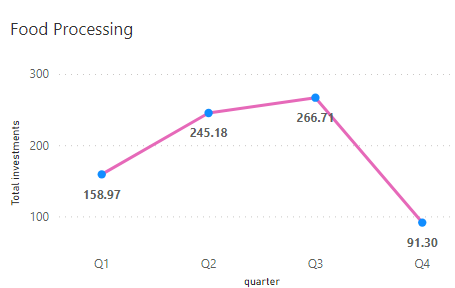 Food Processing
300
200
100
Total investments
158.97
245.18
266.71
91.30
Q1 Q2 Q3 Q4
quarter